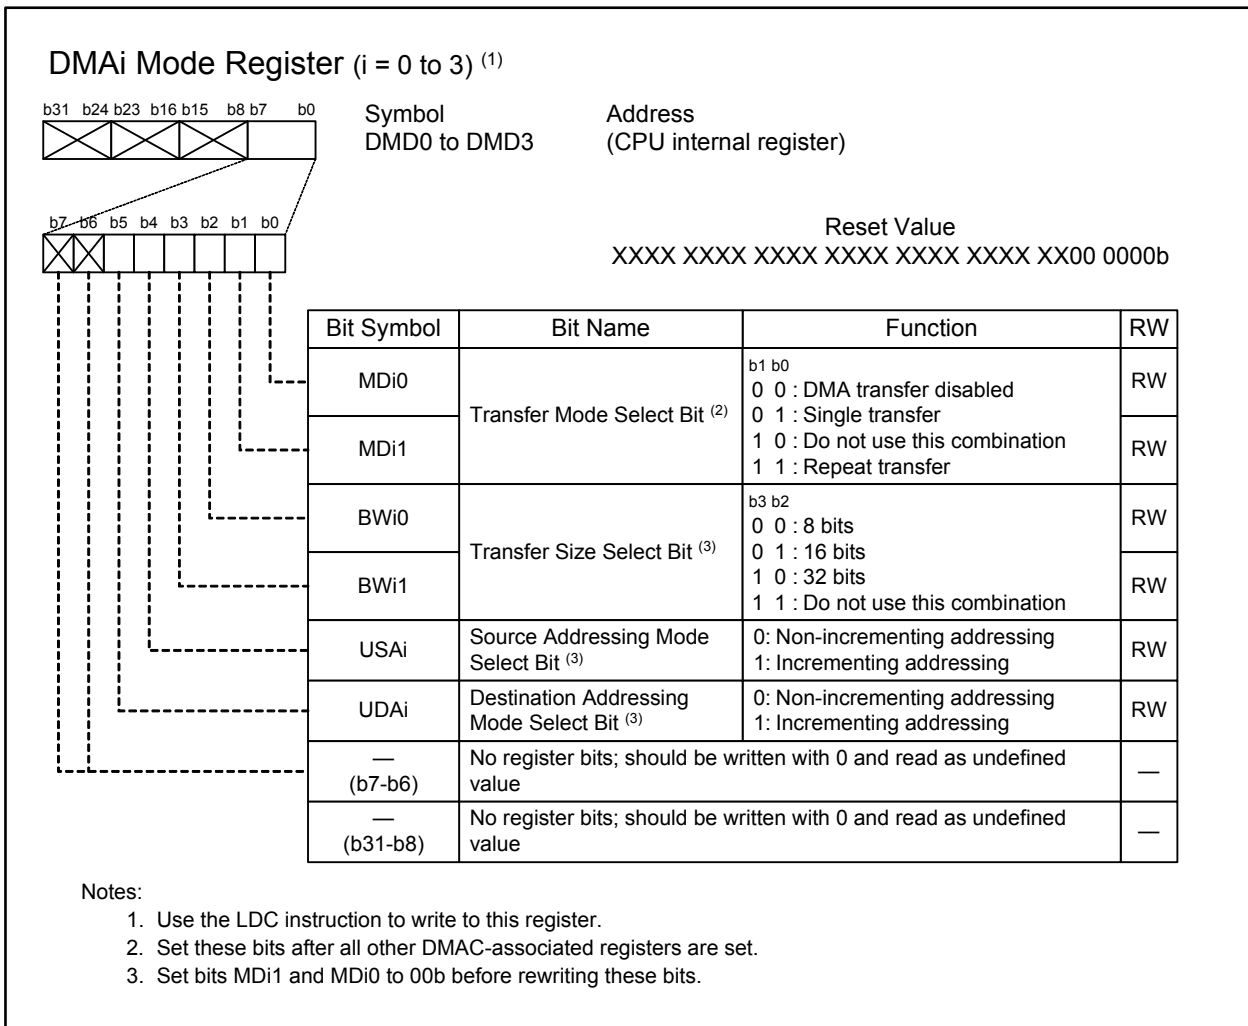 DMAi Mode Register (i = 0 to 3) (1)
b31 b24 b23 b16 b15 b8 b7 b0
Symbol Address
DMD0 to DMD3 (CPU internal register)
b7 b6 b5 b4 b3 b2 b1 b0
Reset Value
XXXX XXXX XXXX XXXX XXXX XXXX XX00 0000b
Bit Symbol Bit Name Function RW
MDi0 RW
MDi1 RW
Transfer Mode Select Bit (2)
b1 b0
0 0 : DMA transfer disabled
0 1 : Single transfer
1 0 : Do not use this combination
1 1 : Repeat transfer
BWi0 RW
BWi1 RW
Transfer Size Select Bit (3)
b3 b2
0 0 : 8 bits
0 1 : 16 bits
1 0 : 32 bits
1 1 : Do not use this combination
USAi
Source Addressing Mode
Select Bit (3)
0: Non-incrementing addressing
1: Incrementing addressing
RW
UDAi
Destination Addressing
Mode Select Bit (3)
0: Non-incrementing addressing
1: Incrementing addressing
RW
—
(b7-b6)
No register bits; should be written with 0 and read as undefined
value
—
—
(b31-b8)
No register bits; should be written with 0 and read as undefined
value
—
Notes:
1. Use the LDC instruction to write to this register.
2. Set these bits after all other DMAC-associated registers are set.
3. Set bits MDi1 and MDi0 to 00b before rewriting these bits.